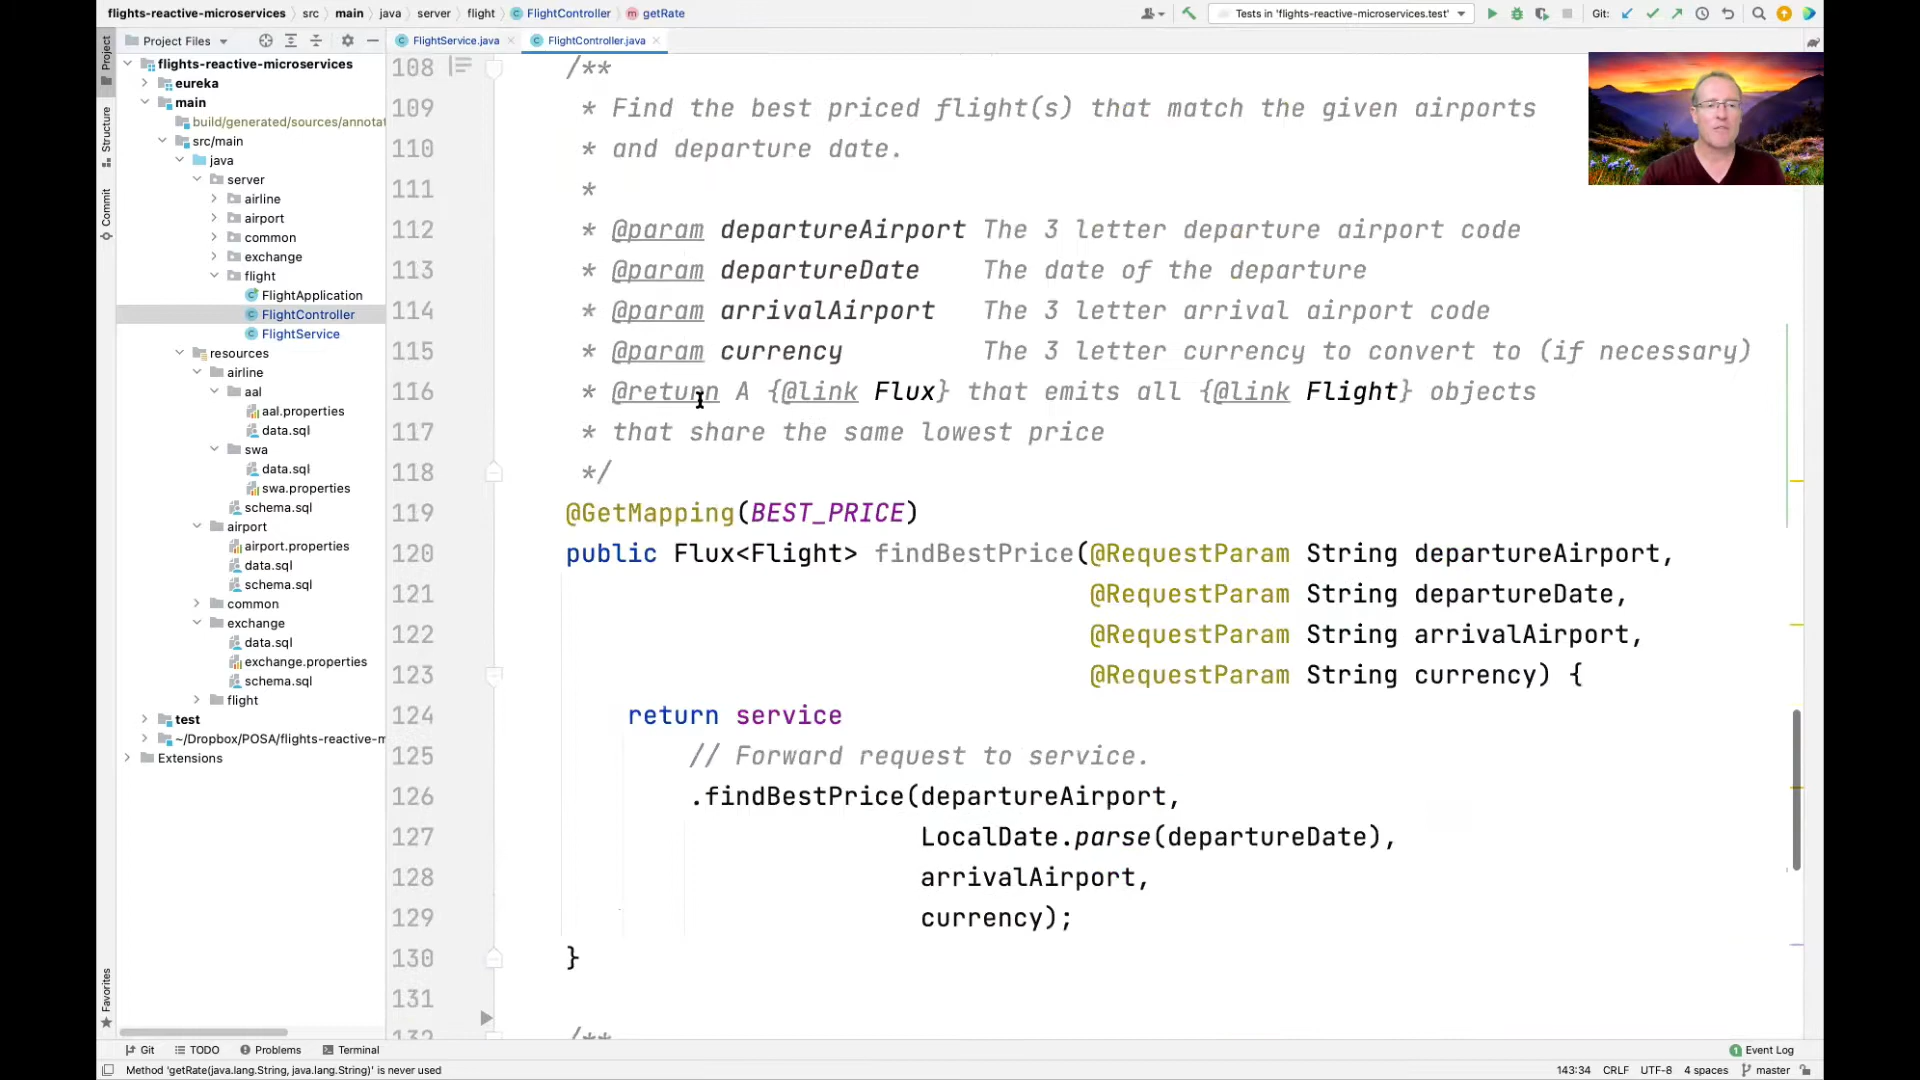 flights-reactive-microservices > src > main > java > server > flight > FlightController > getRate
Tests in 'flights-reactive-microservices.test'
Git:
Project Files
FlightService.java
FlightController.java
Project
Structure
Commit
Favorites
flights-reactive-microservices
eureka
main
build/generated/sources/annotat
src/main
java
server
airline
airport
common
exchange
flight
FlightApplication
FlightController
FlightService
resources
airline
aal
aal.properties
data.sql
swa
data.sql
swa.properties
schema.sql
airport
airport.properties
data.sql
schema.sql
common
exchange
data.sql
exchange.properties
schema.sql
flight
test
~/Dropbox/POSA/flights-reactive-m
Extensions
108 /**
109 * Find the best priced flight(s) that match the given airports
110 * and departure date.
111 *
112 * @param departureAirport The 3 letter departure airport code
113 * @param departureDate The date of the departure
114 * @param arrivalAirport The 3 letter arrival airport code
115 * @param currency The 3 letter currency to convert to (if necessary)
116 * @return A {@link Flux} that emits all {@link Flight} objects
117 * that share the same lowest price
118 */
119 @GetMapping(BEST_PRICE)
120 public Flux<Flight> findBestPrice(@RequestParam String departureAirport,
121 @RequestParam String departureDate,
122 @RequestParam String arrivalAirport,
123 @RequestParam String currency) {
124 return service
125 // Forward request to service.
126 .findBestPrice(departureAirport,
127 LocalDate.parse(departureDate),
128 arrivalAirport,
129 currency);
130 }
131
132 /**
Git TODO Problems Terminal
1 Event Log
Method 'getRate(java.lang.String, java.lang.String)' is never used
143:34 CRLF UTF-8 4 spaces master